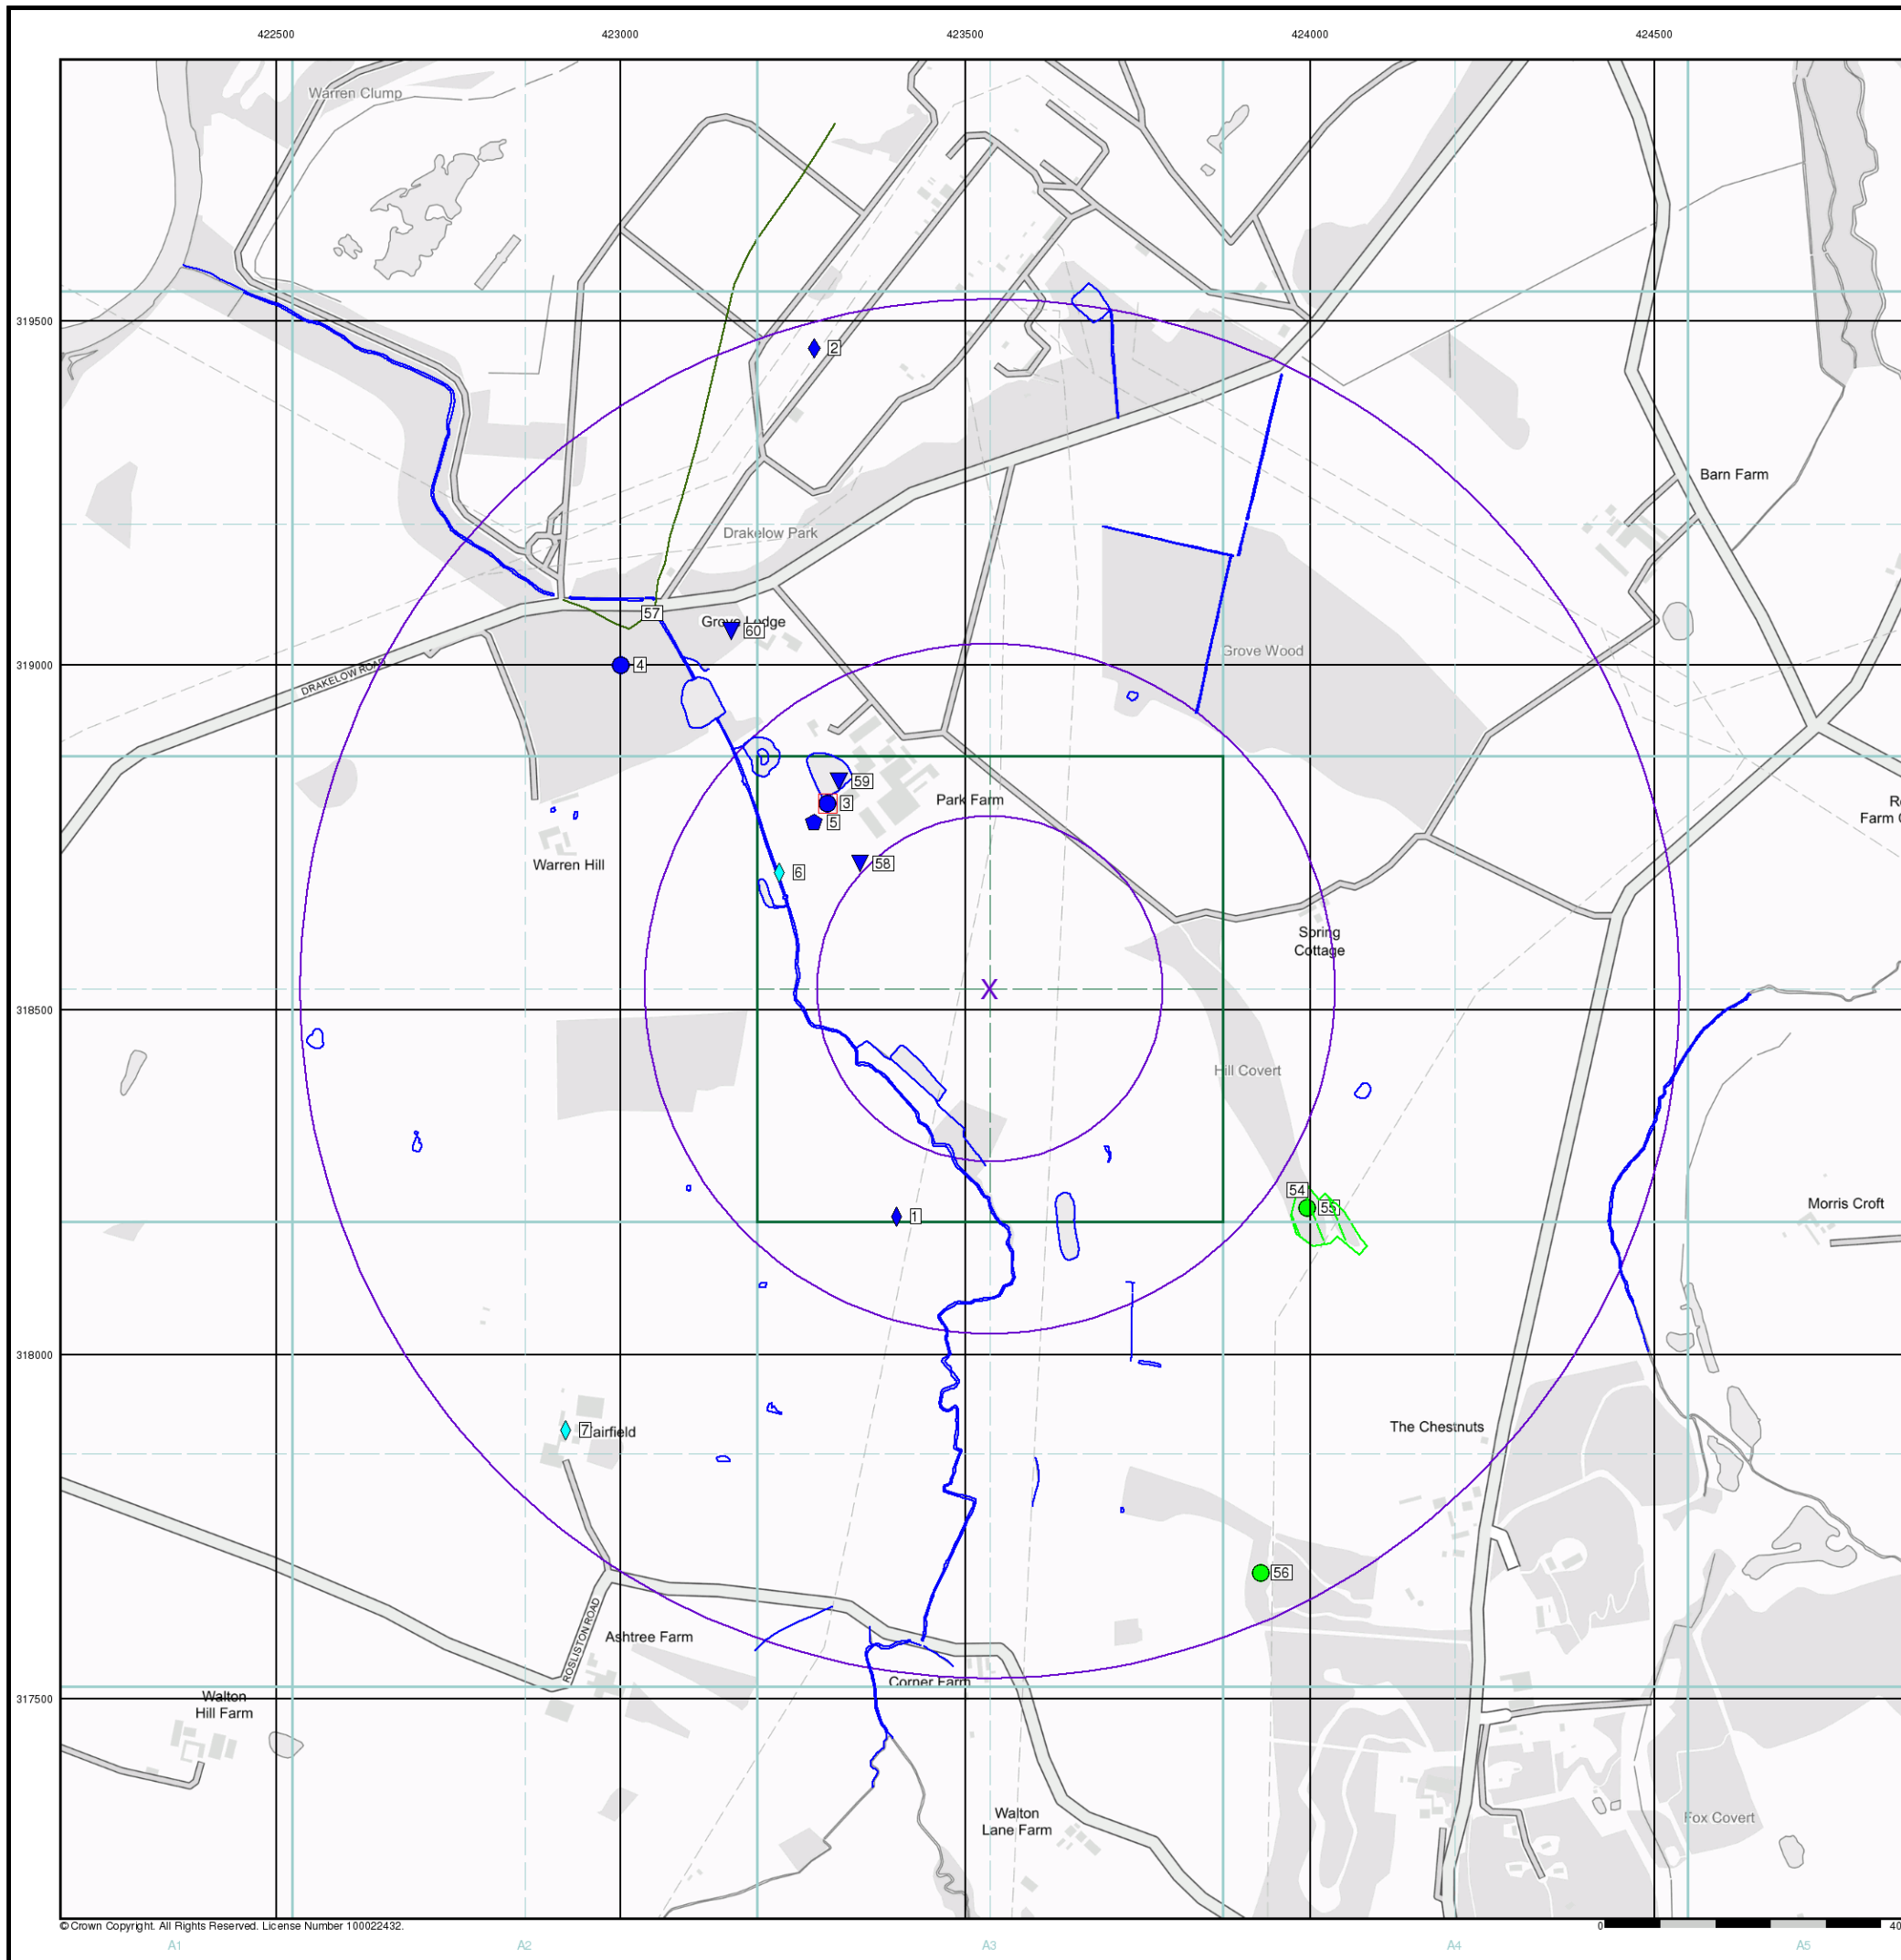 422500 423000 423500 424000 424500
Warren Clump
319500
2
Barn Farm
Drakelow Park
57
Grove Lodge
60
Grove Wood
4
319000
DRAKELOW ROAD
59
Park Farm
3
5
Farm
Warren Hill
58
6
Spring
Cottage
X
318500
Hill Covert
54
55
Morris Croft
1
318000
The Chestnuts
7
airfield
56
ROSLISTON ROAD
Ashtree Farm
Corner Farm
317500
Walton
Hill Farm
Walton
Lane Farm
Fox Covert
© Crown Copyright. All Rights Reserved. License Number 100022432.
0
A1 A2 A3 A4 A5